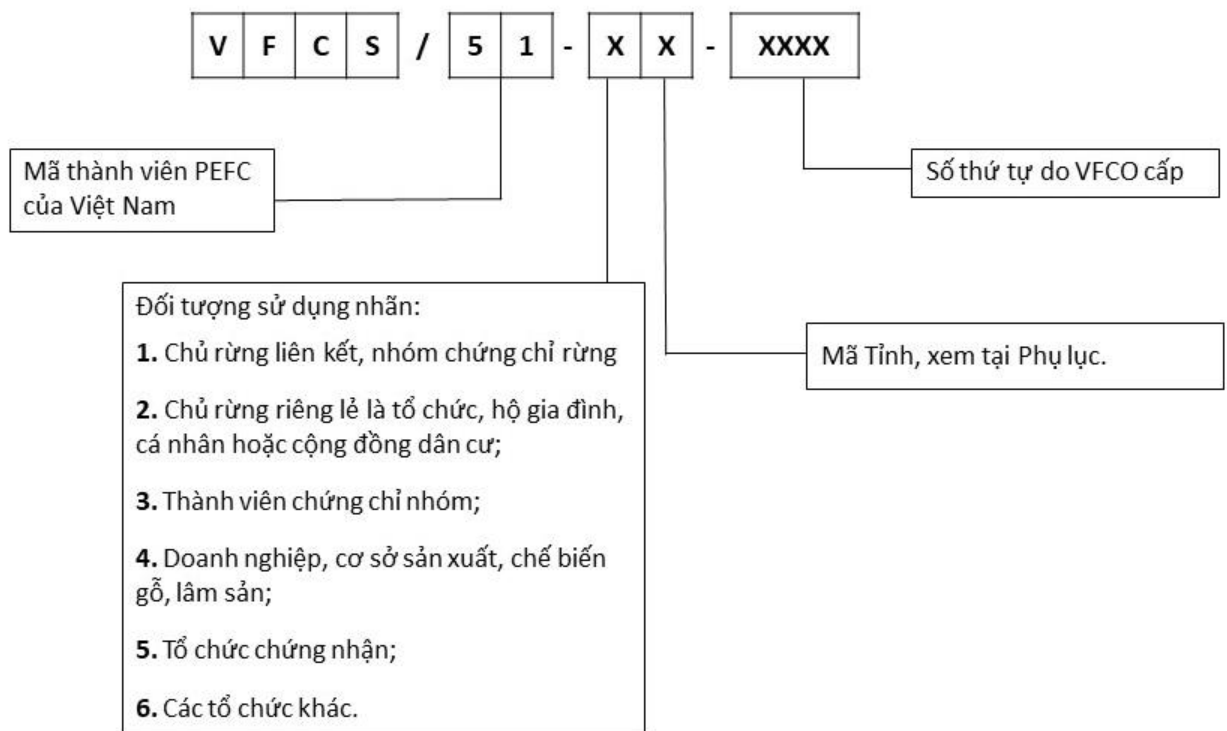 V F C S / 5 1 - X X - XXXX
Mã thành viên PEFC
của Việt Nam
Số thứ tự do VFCO cấp
Đối tượng sử dụng nhãn:
1. Chủ rừng liên kết, nhóm chứng chỉ rừng
2. Chủ rừng riêng lẻ là tổ chức, hộ gia đình,
cá nhân hoặc cộng đồng dân cư;
3. Thành viên chứng chỉ nhóm;
4. Doanh nghiệp, cơ sở sản xuất, chế biến
gỗ, lâm sản;
5. Tổ chức chứng nhận;
6. Các tổ chức khác.
Mã Tỉnh, xem tại Phụ lục.